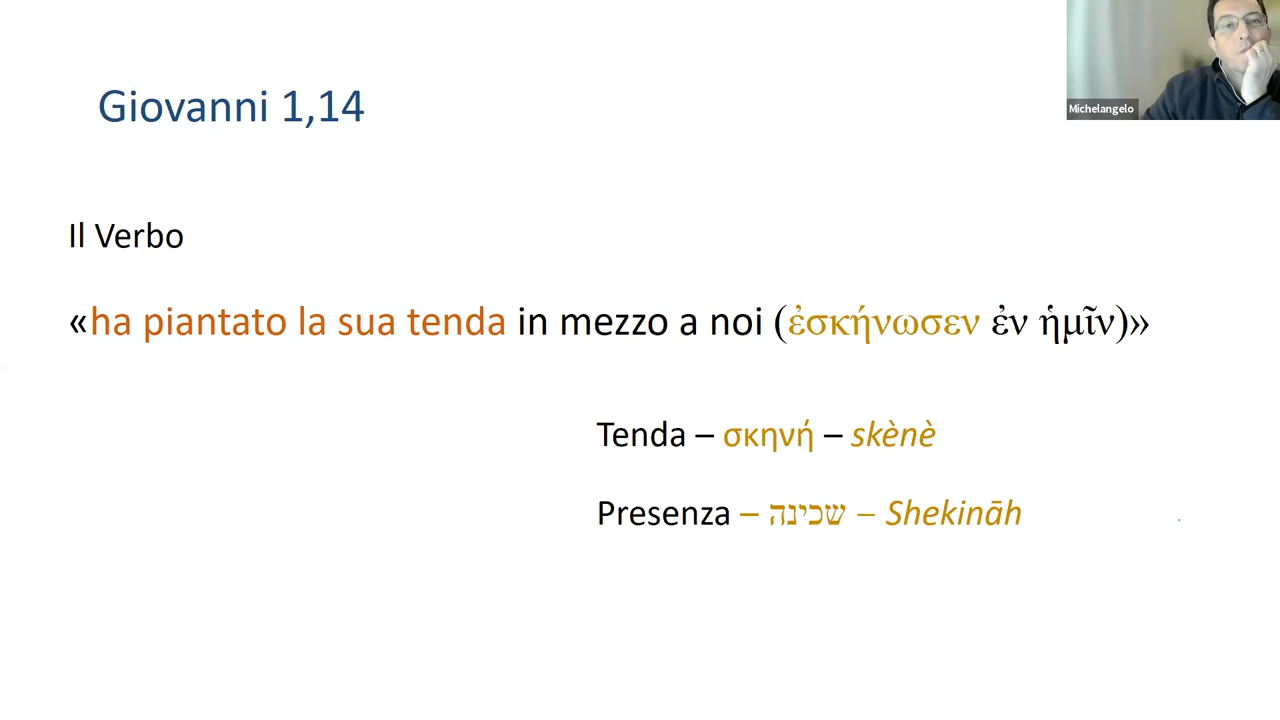 Michelangelo
Giovanni 1,14
Il Verbo
«ha piantato la sua tenda in mezzo a noi (ἐσκήνωσεν ἐν ἡμῖν)»
Tenda – σκηνή – skènè
Presenza – שכינה – Shekināh